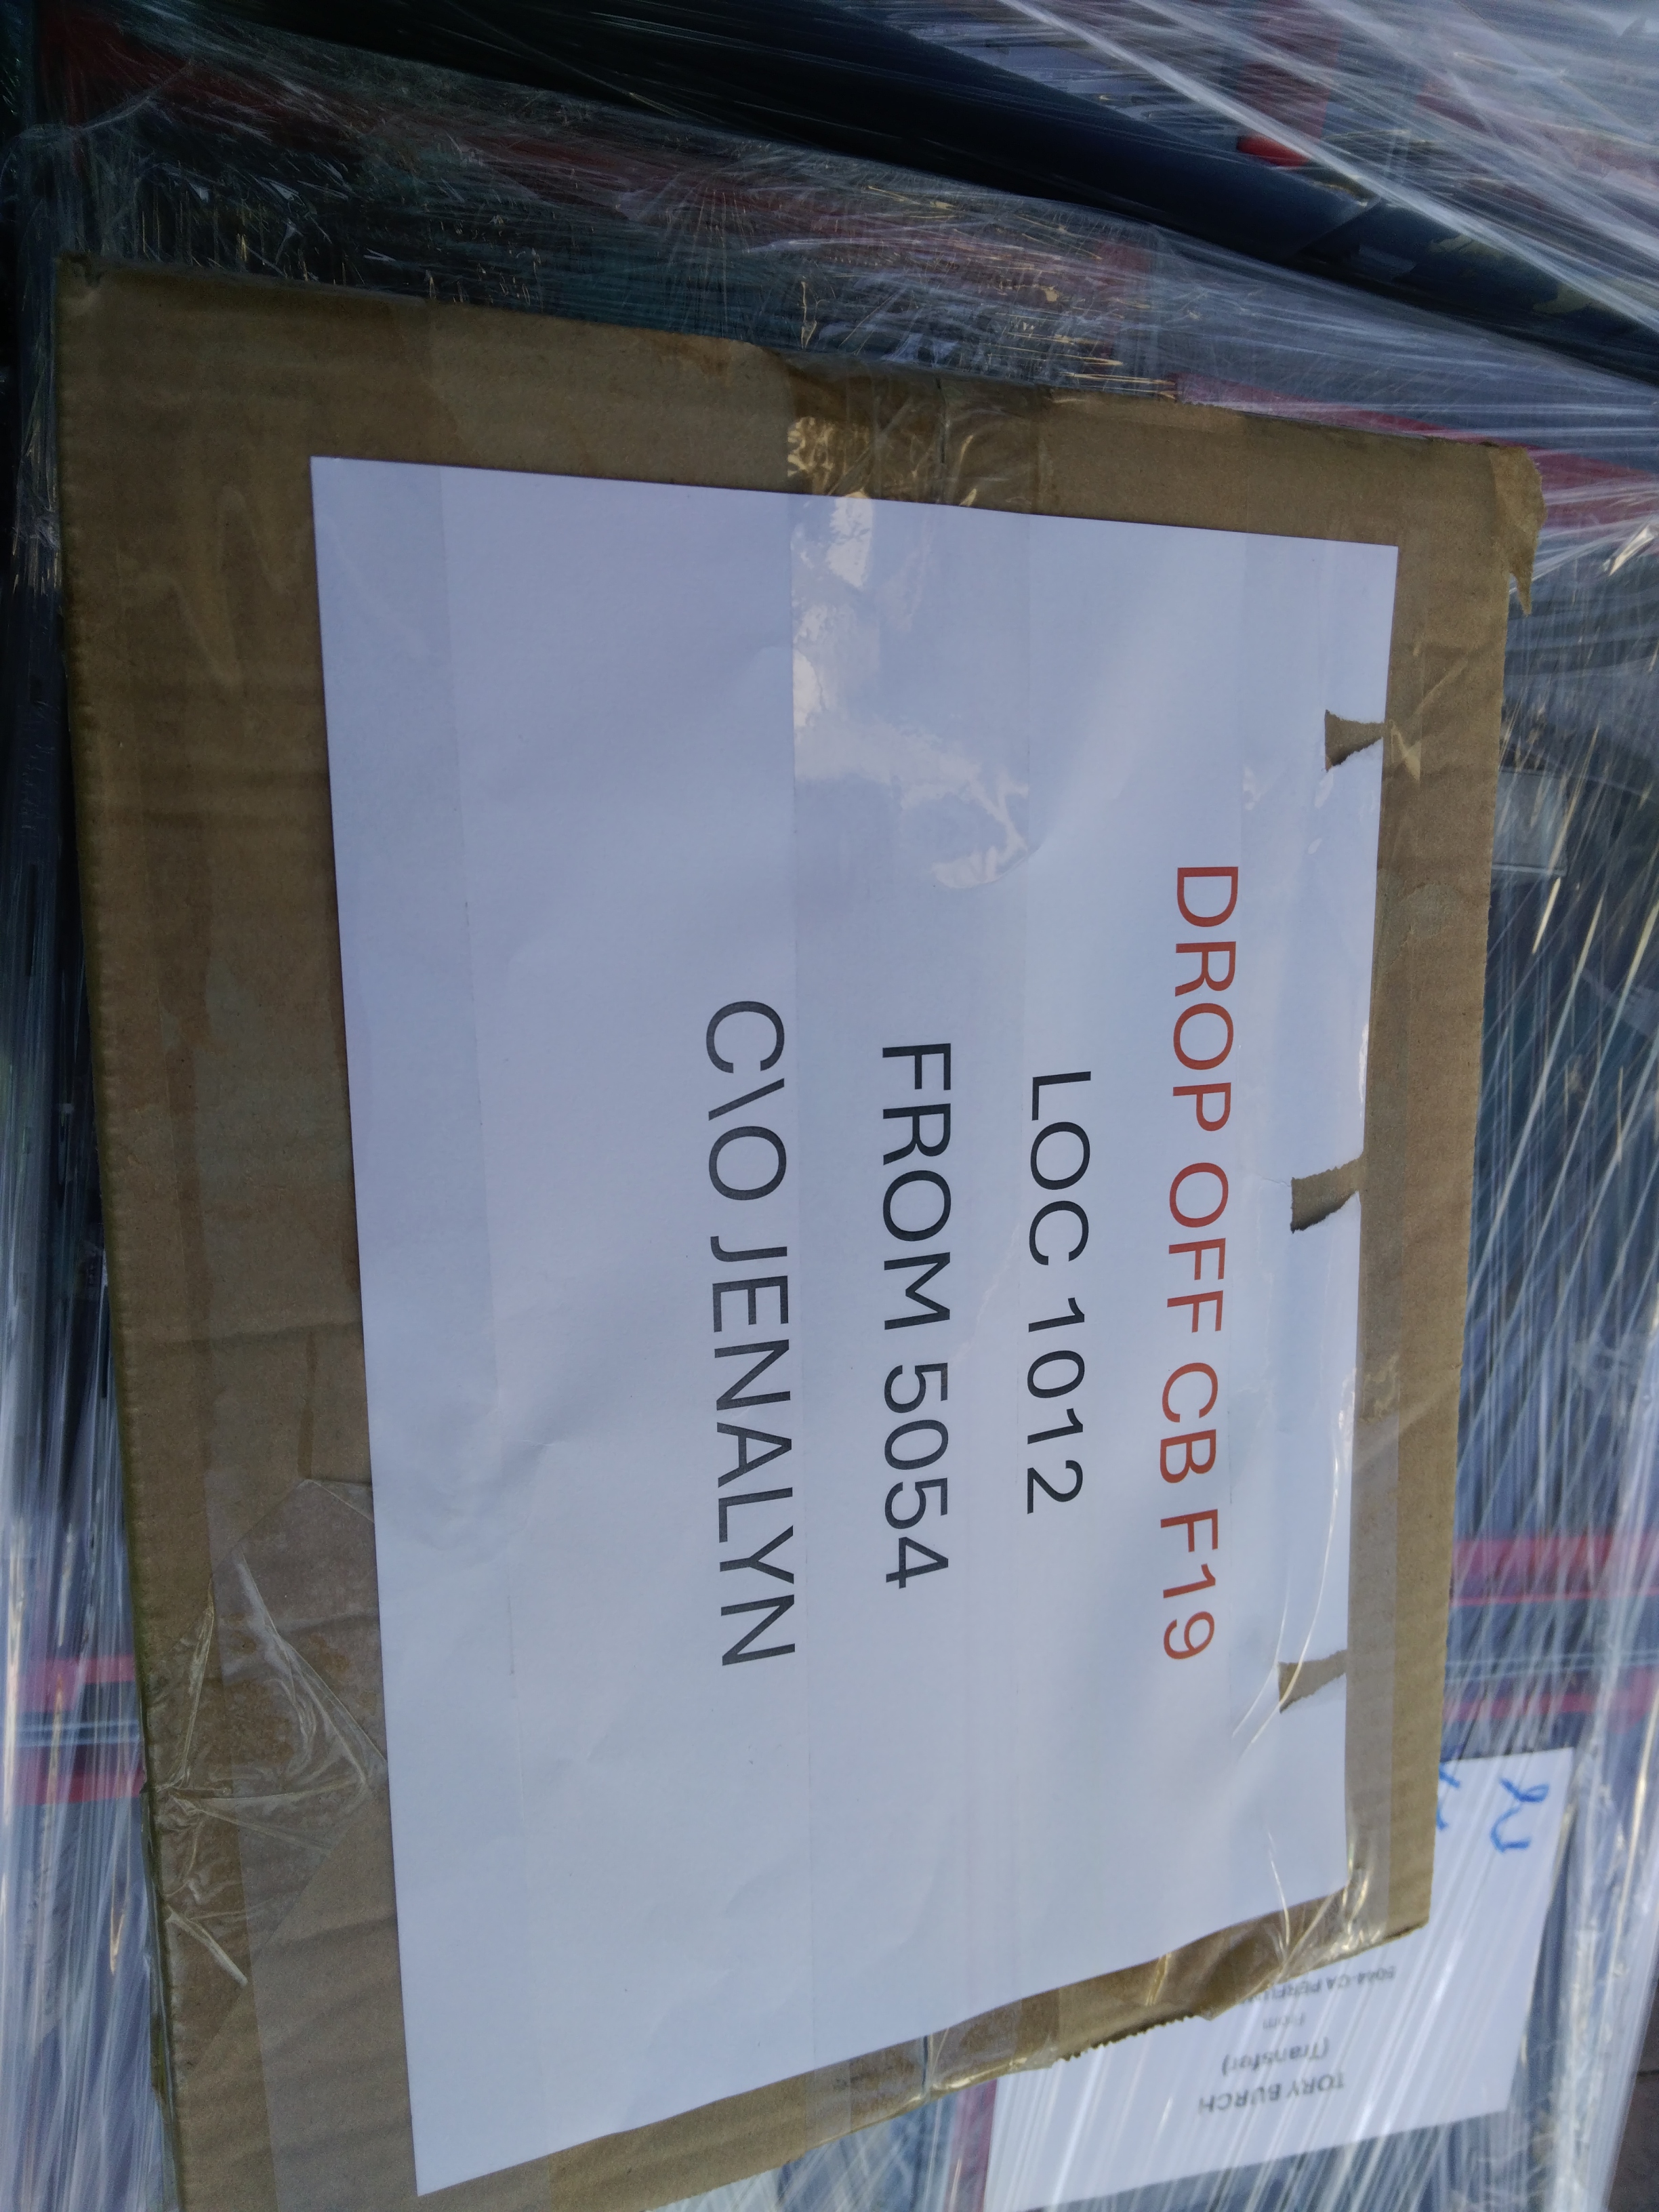 DROP OFF CB F19
LOC 1012
FROM 5054
C\O JENALYN
TORY BURCH
(Transfer)
From